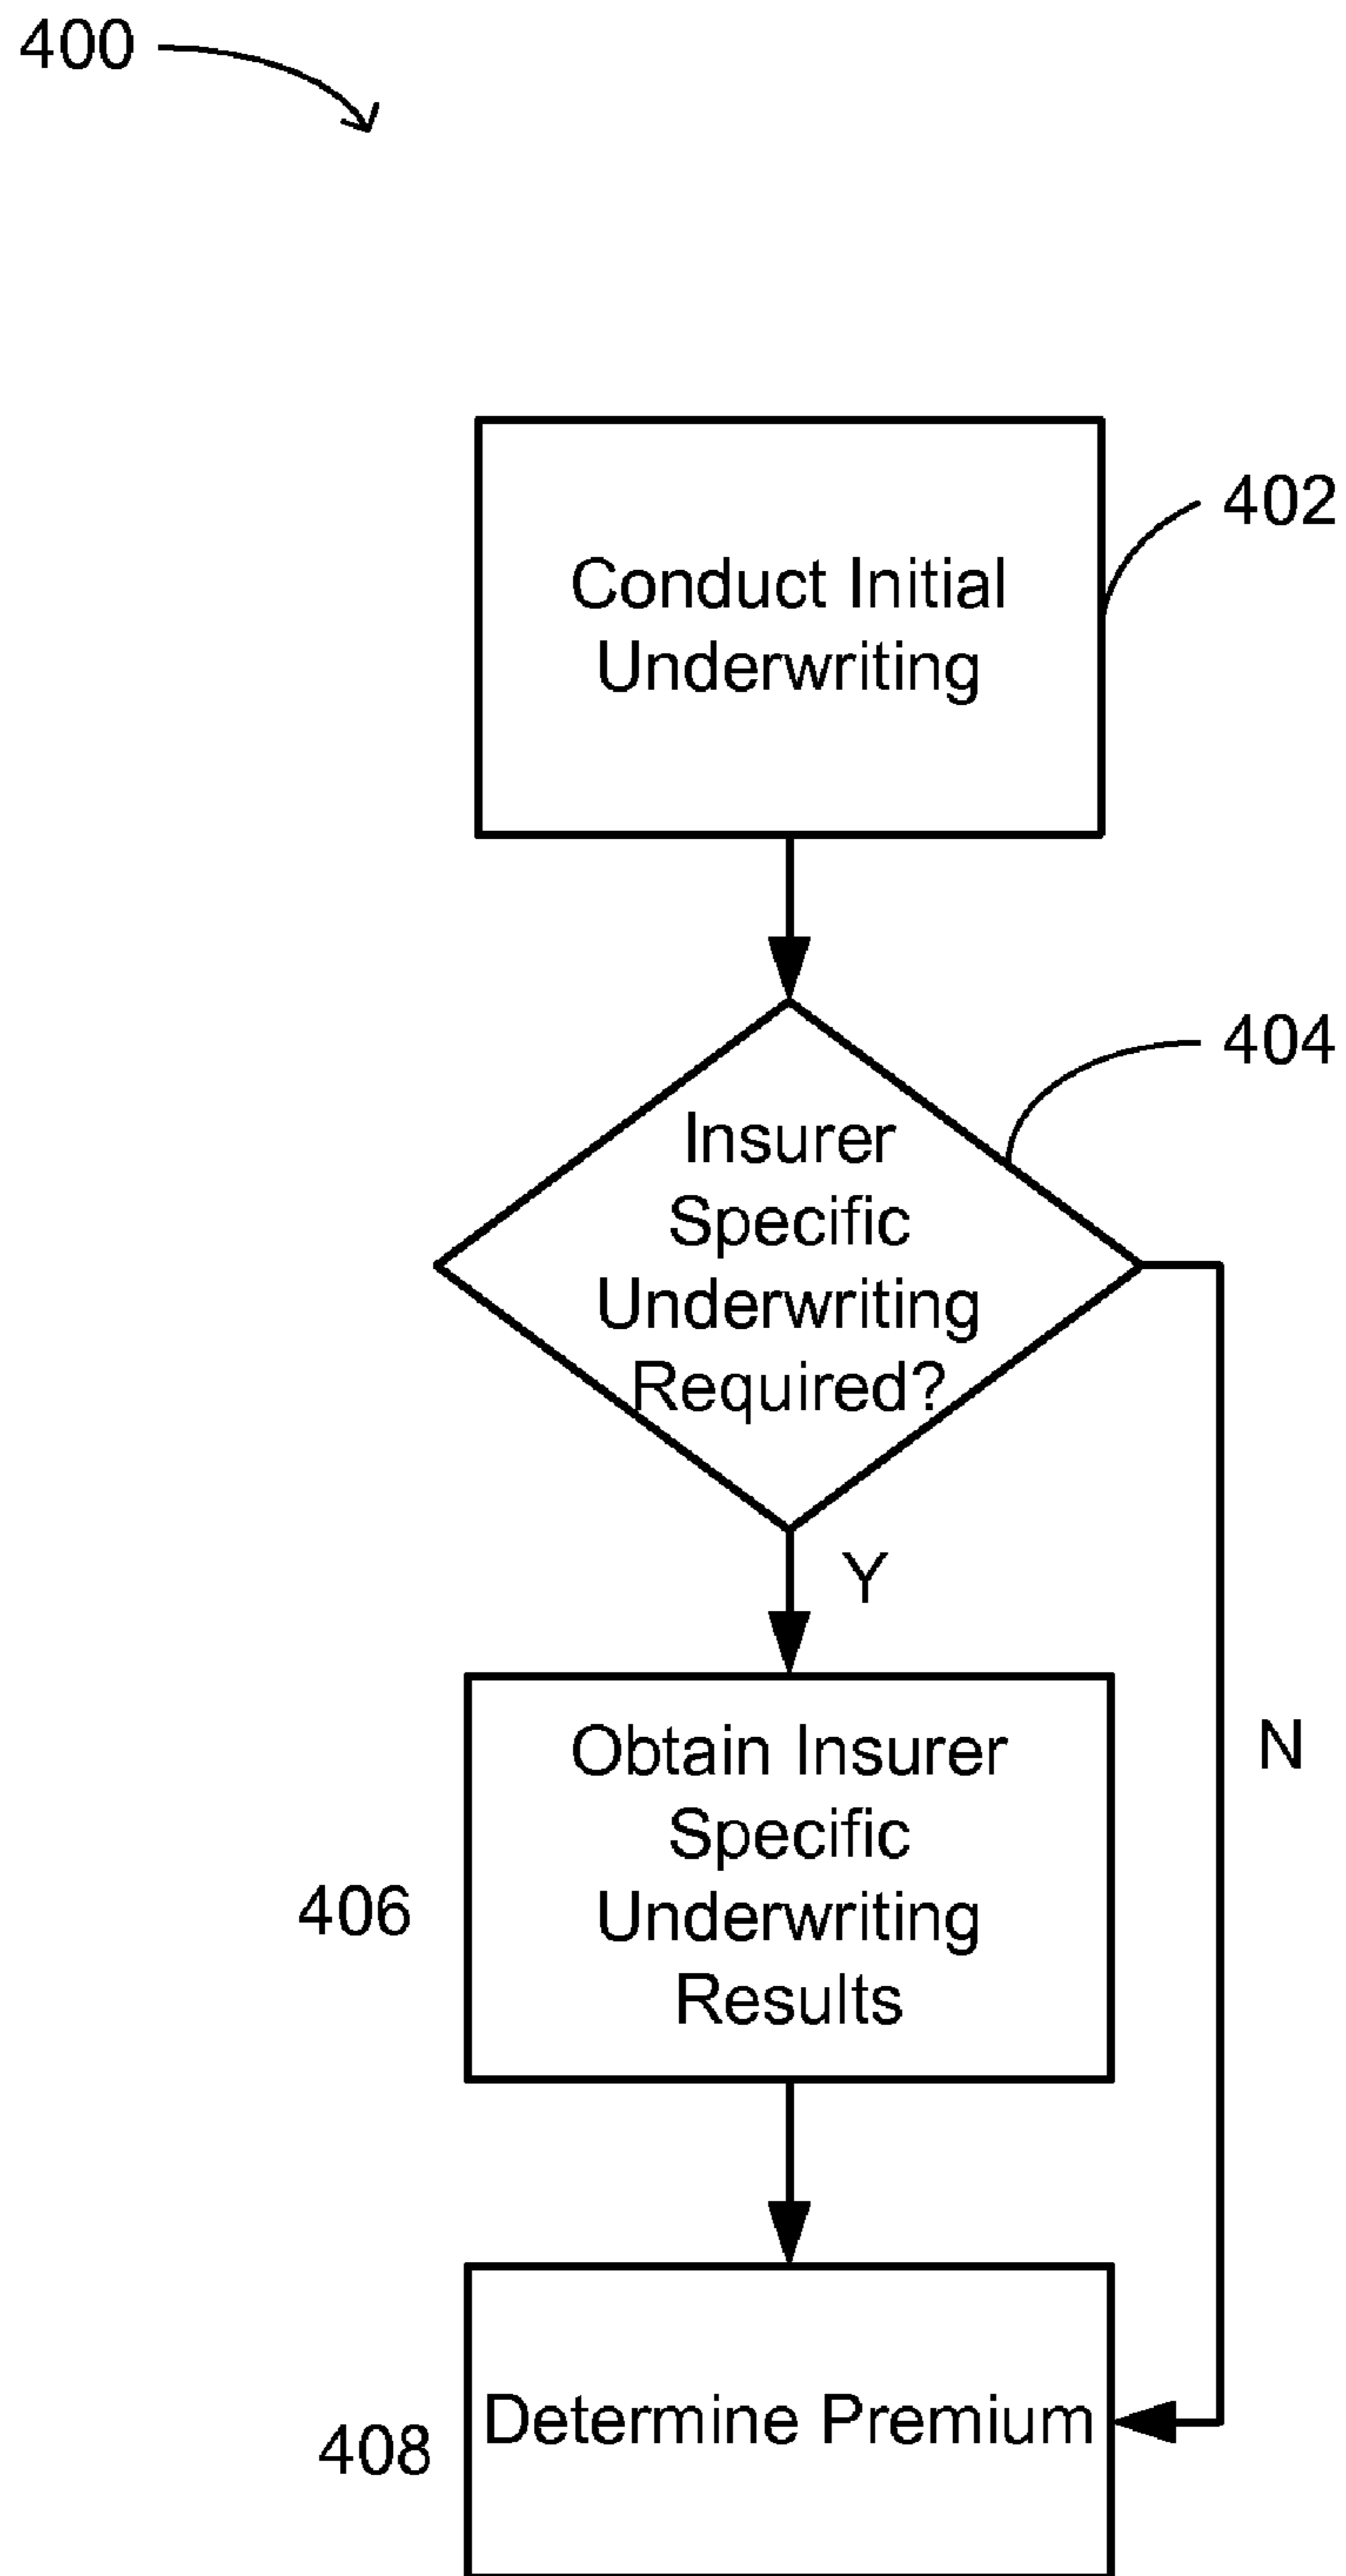 400
Conduct Initial
Underwriting
402
Insurer
Specific
Underwriting
Required?
404
Y
N
Obtain Insurer
Specific
Underwriting
Results
406
Determine Premium
408